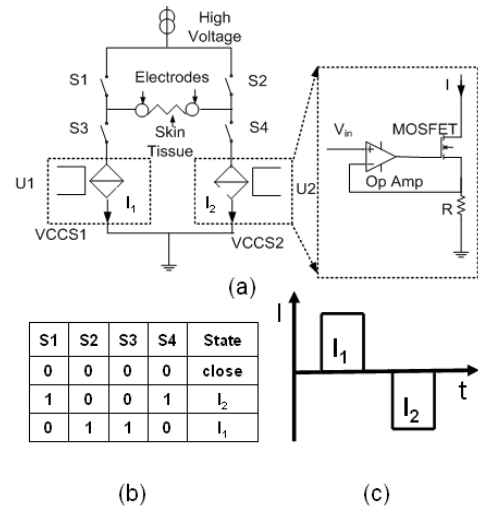 High
Voltage
S1
Electrodes
S2
S3
Skin
Tissue
S4
U1
I1
I2
U2
VCCS1
VCCS2
I
Vin
MOSFET
+
-
Op Amp
R
(a)
S1 S2 S3 S4 State
0 0 0 0 close
1 0 0 1 I2
0 1 1 0 I1
(b)
I
I1
t
I2
(c)